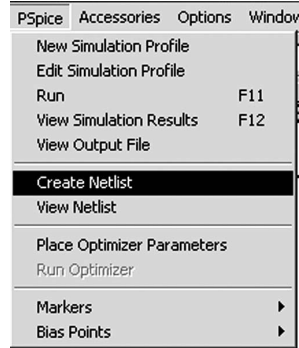 PSpice Accessories Options Window
New Simulation Profile
Edit Simulation Profile
Run F11
View Simulation Results F12
View Output File
Create Netlist
View Netlist
Place Optimizer Parameters
Run Optimizer
Markers
Bias Points